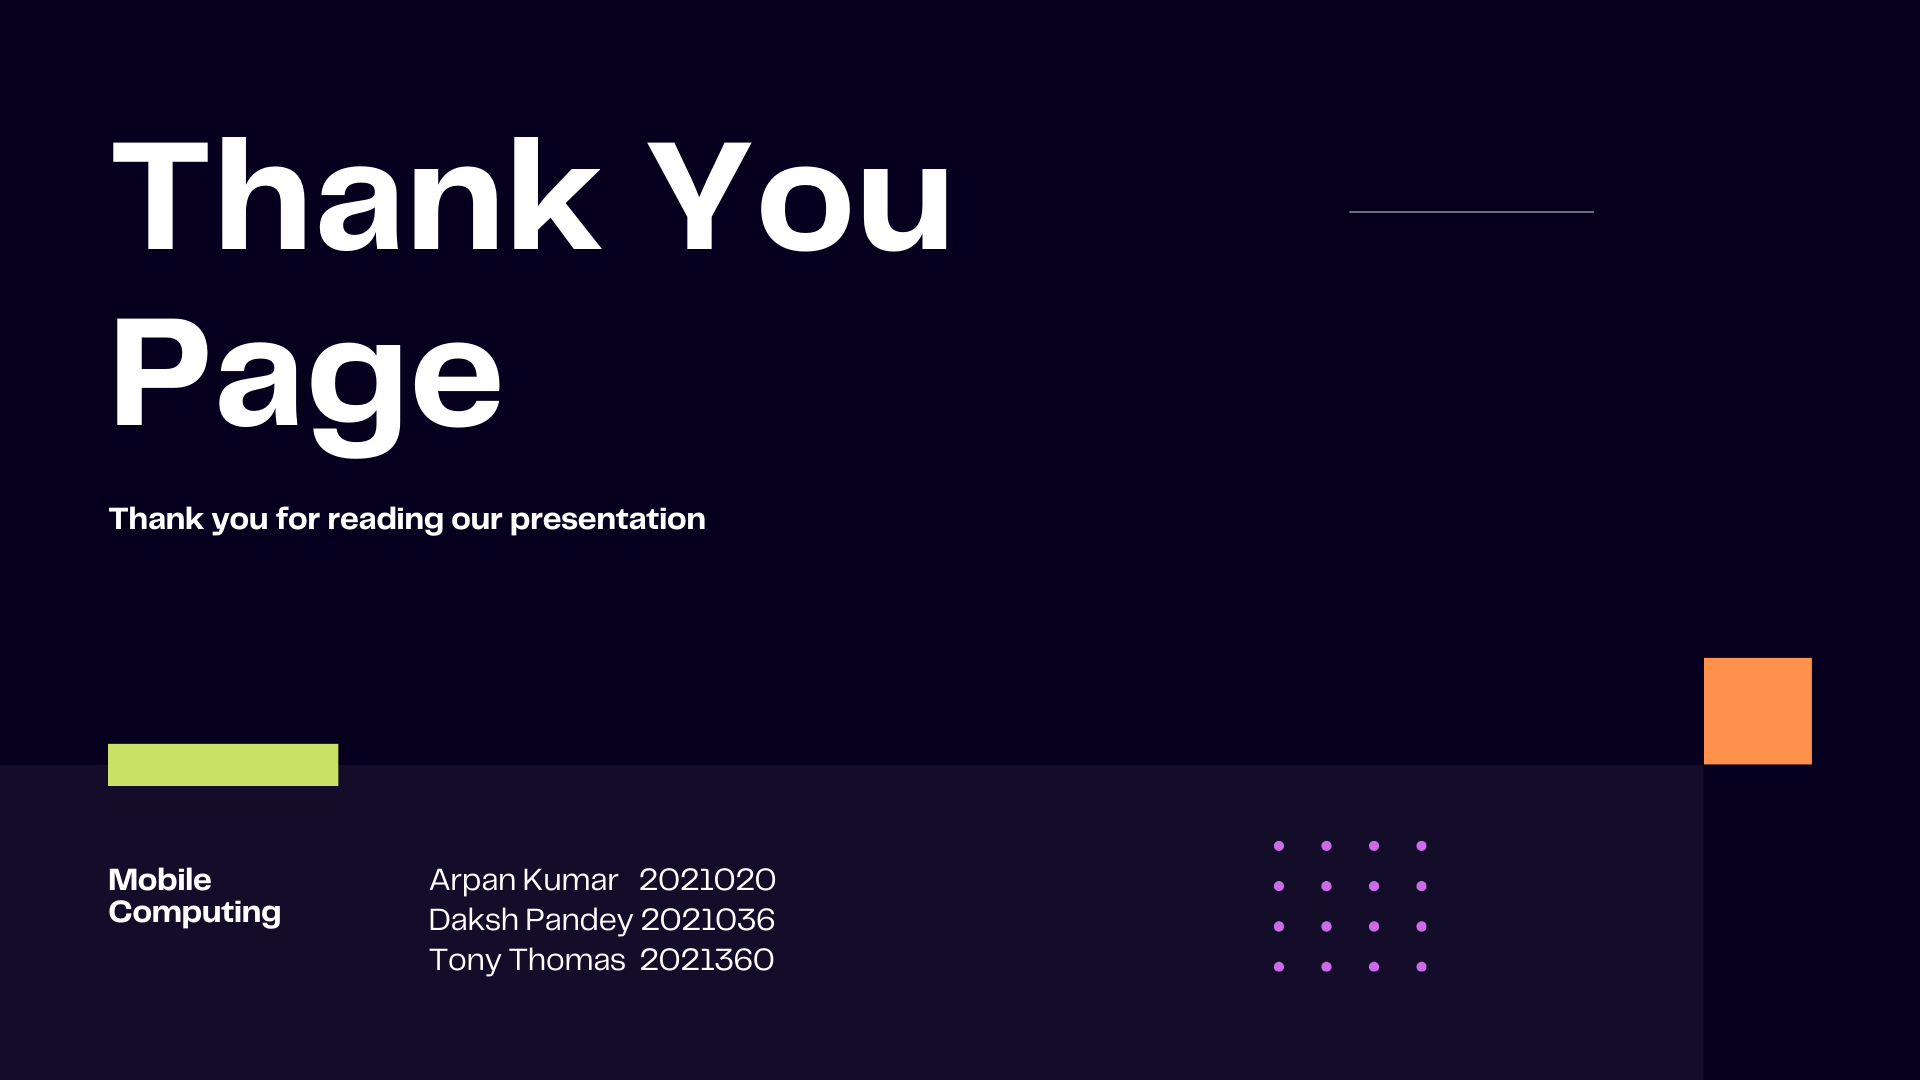 Thank You
Page
Thank you for reading our presentation
Mobile
Computing
Arpan Kumar 2021020
Daksh Pandey 2021036
Tony Thomas 2021360